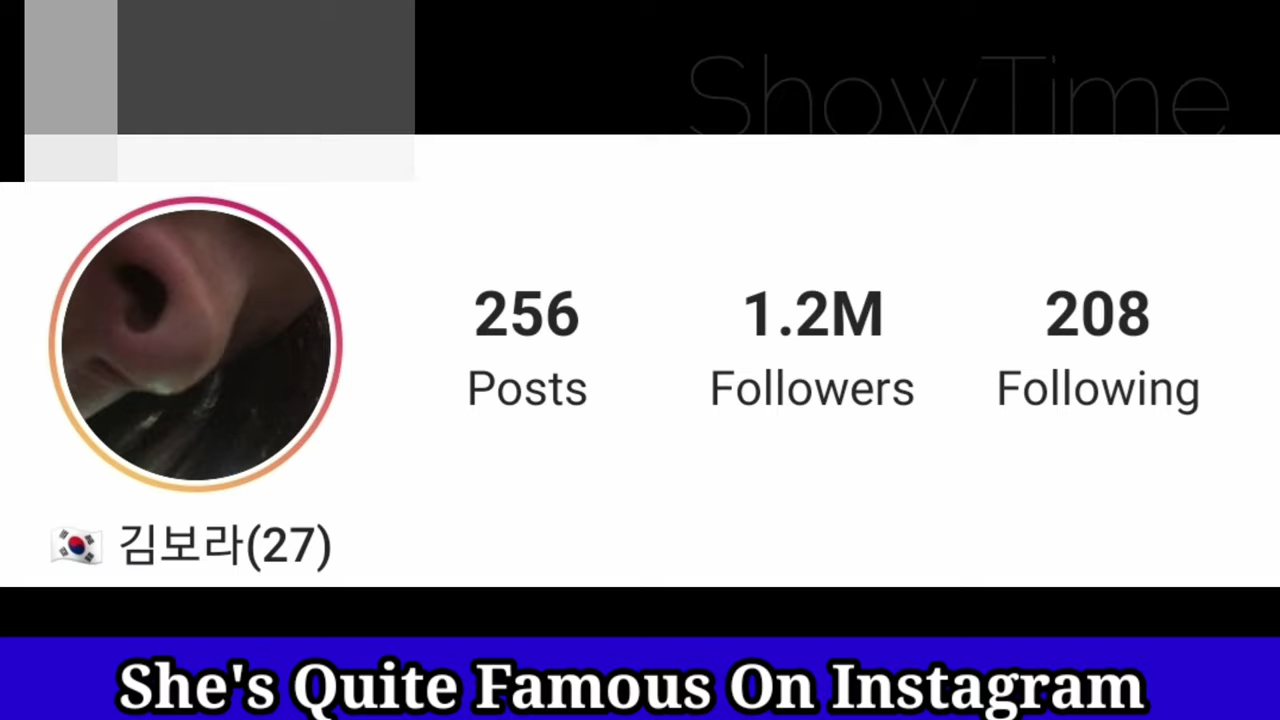 ShowTime
256 1.2M 208
Posts Followers Following
🇰🇷 김보라(27)
She's Quite Famous On Instagram